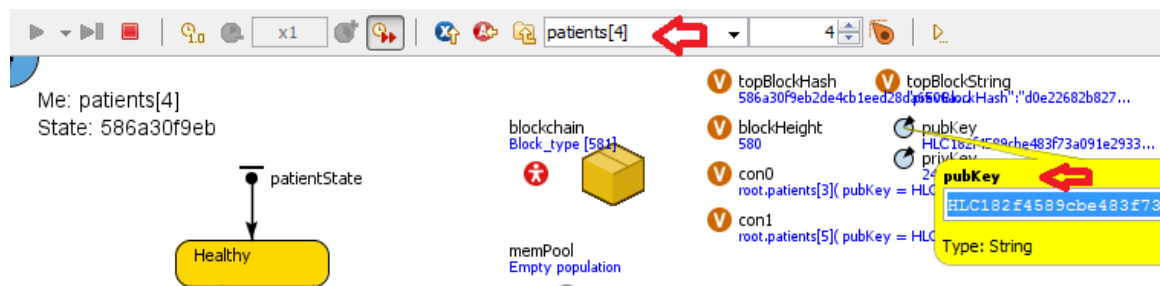 x1 patients[4] 4
Me: patients[4]
State: 586a30f9eb
patientState
Healthy
blockchain
Block_type [581]
memPool
Empty population
topBlockHash
blockHeight
580
con0
root.patients[3]( pubKey = HLC
con1
root.patients[5]( pubKey = HLC
topBlockString
BlockHash":"d0e22682b827...
pubKey
HLC182f4589cbe483f73a091e2933...
privKey
24
pubKey
HLC182f4589cbe483f73
Type: String